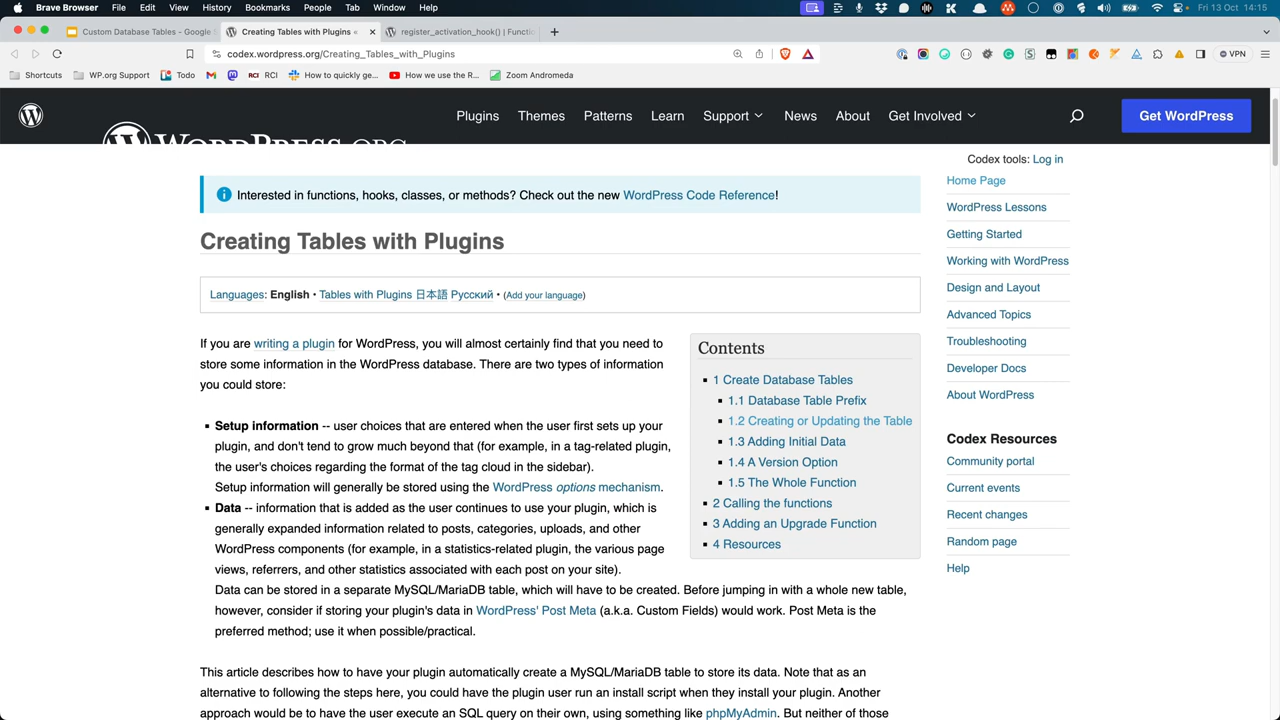 Brave Browser File Edit View History Bookmarks People Tab Window Help Fri 13 Oct 14:15
Custom Database Tables - Google S
Creating Tables with Plugins «
register_activation_hook() | Functi
codex.wordpress.org/Creating_Tables_with_Plugins
VPN
Shortcuts WP.org Support Todo RCI How to quickly ge... How we use the R... Zoom Andromeda
WORDPRESS.ORG
Plugins Themes Patterns Learn Support News About Get Involved Get WordPress
Codex tools: Log in
Interested in functions, hooks, classes, or methods? Check out the new WordPress Code Reference!
Creating Tables with Plugins
Languages: English • Tables with Plugins 日本語 Русский • (Add your language)
If you are writing a plugin for WordPress, you will almost certainly find that you need to
store some information in the WordPress database. There are two types of information
you could store:
Setup information -- user choices that are entered when the user first sets up your
plugin, and don't tend to grow much beyond that (for example, in a tag-related plugin,
the user's choices regarding the format of the tag cloud in the sidebar).
Setup information will generally be stored using the WordPress options mechanism.
Data -- information that is added as the user continues to use your plugin, which is
generally expanded information related to posts, categories, uploads, and other
WordPress components (for example, in a statistics-related plugin, the various page
views, referrers, and other statistics associated with each post on your site).
Data can be stored in a separate MySQL/MariaDB table, which will have to be created. Before jumping in with a whole new table,
however, consider if storing your plugin's data in WordPress' Post Meta (a.k.a. Custom Fields) would work. Post Meta is the
preferred method; use it when possible/practical.
This article describes how to have your plugin automatically create a MySQL/MariaDB table to store its data. Note that as an
alternative to following the steps here, you could have the plugin user run an install script when they install your plugin. Another
approach would be to have the user execute an SQL query on their own, using something like phpMyAdmin. But neither of those
Contents
1 Create Database Tables
1.1 Database Table Prefix
1.2 Creating or Updating the Table
1.3 Adding Initial Data
1.4 A Version Option
1.5 The Whole Function
2 Calling the functions
3 Adding an Upgrade Function
4 Resources
Home Page
WordPress Lessons
Getting Started
Working with WordPress
Design and Layout
Advanced Topics
Troubleshooting
Developer Docs
About WordPress
Codex Resources
Community portal
Current events
Recent changes
Random page
Help